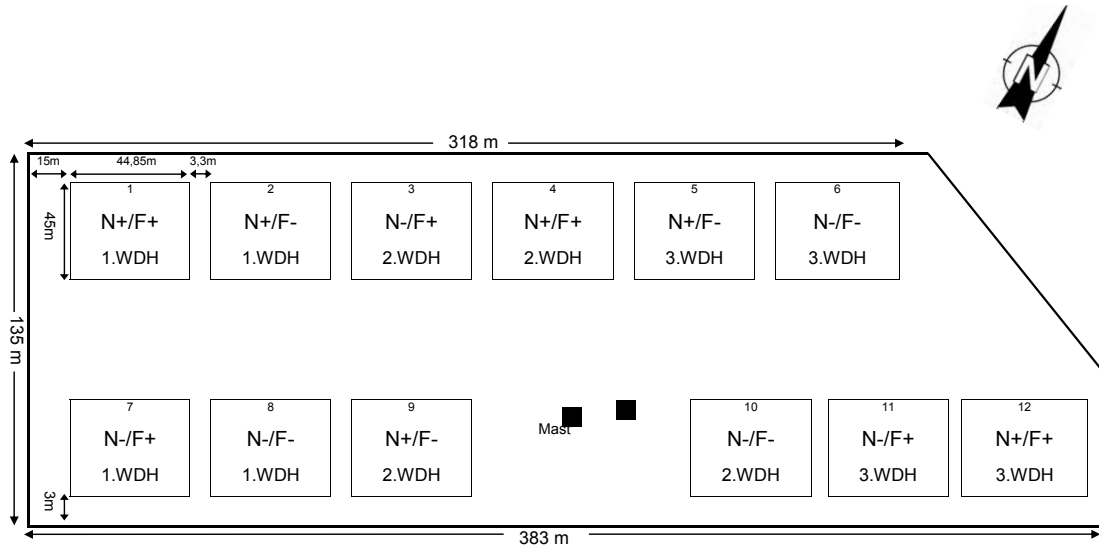 N
318 m
15m
44,85m
3,3m
45m
135 m
1
N+/F+
1.WDH
2
N+/F-
1.WDH
3
N-/F+
2.WDH
4
N+/F+
2.WDH
5
N+/F-
3.WDH
6
N-/F-
3.WDH
7
N-/F+
1.WDH
8
N-/F-
1.WDH
9
N+/F-
2.WDH
Mast
10
N-/F-
2.WDH
11
N-/F+
3.WDH
12
N+/F+
3.WDH
3m
383 m